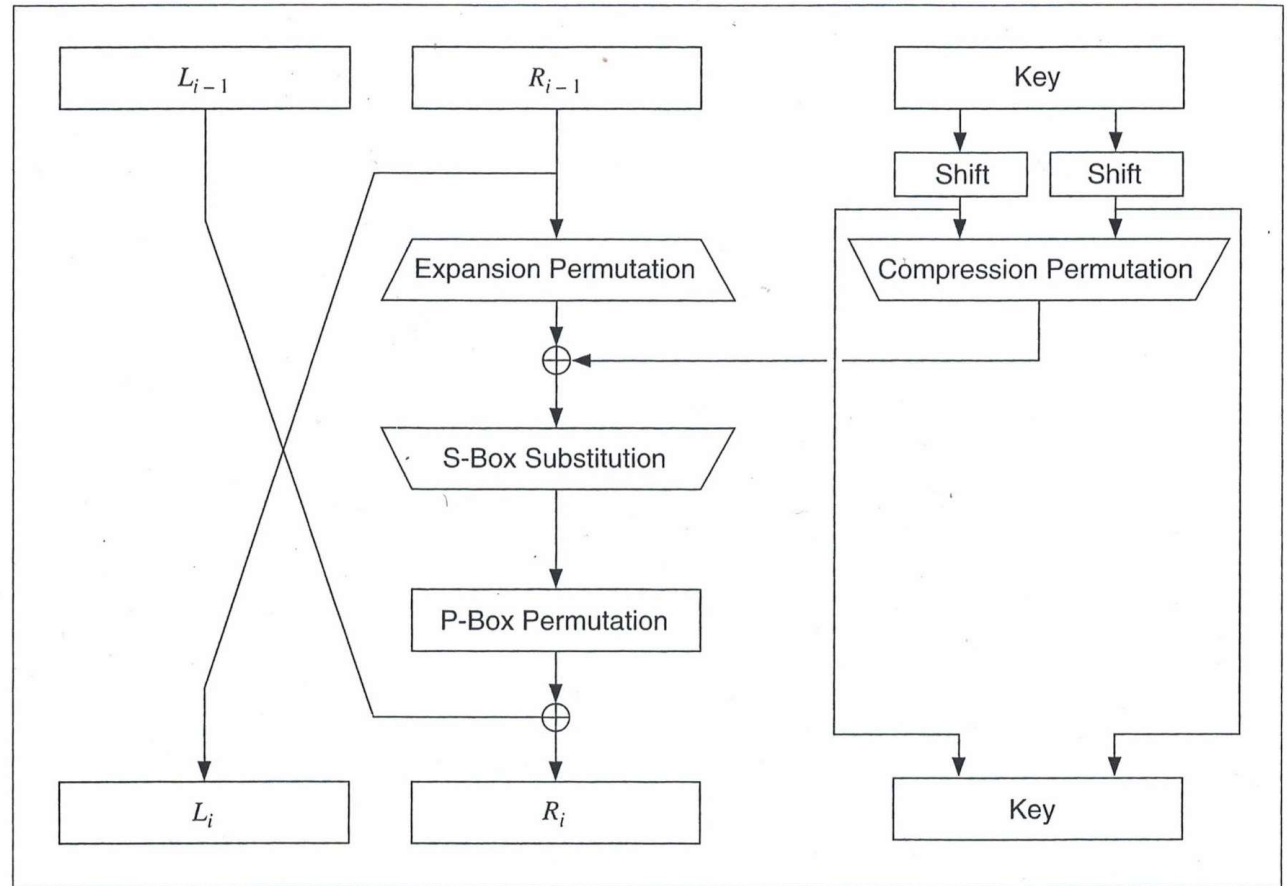 L_{i-1}
R_{i-1}
Key
Shift
Shift
Expansion Permutation
Compression Permutation
S-Box Substitution
P-Box Permutation
L_i
R_i
Key